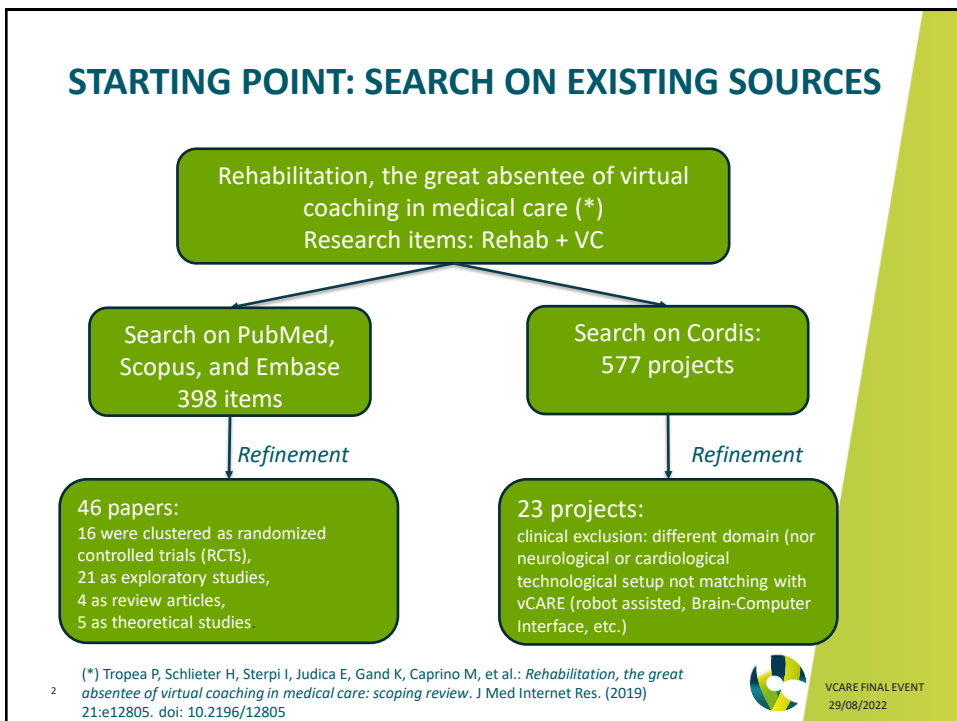 STARTING POINT: SEARCH ON EXISTING SOURCES
Rehabilitation, the great absentee of virtual
coaching in medical care (*)
Research items: Rehab + VC
Search on PubMed,
Scopus, and Embase
398 items
Search on Cordis:
577 projects
Refinement
Refinement
46 papers:
16 were clustered as randomized
controlled trials (RCTs),
21 as exploratory studies,
4 as review articles,
5 as theoretical studies.
23 projects:
clinical exclusion: different domain (nor
neurological or cardiological
technological setup not matching with
vCARE (robot assisted, Brain-Computer
Interface, etc.)
(*) Tropea P, Schlieter H, Sterpi I, Judica E, Gand K, Caprino M, et al.: Rehabilitation, the great
absentee of virtual coaching in medical care: scoping review. J Med Internet Res. (2019)
21:e12805. doi: 10.2196/12805
2
VCARE FINAL EVENT
29/08/2022